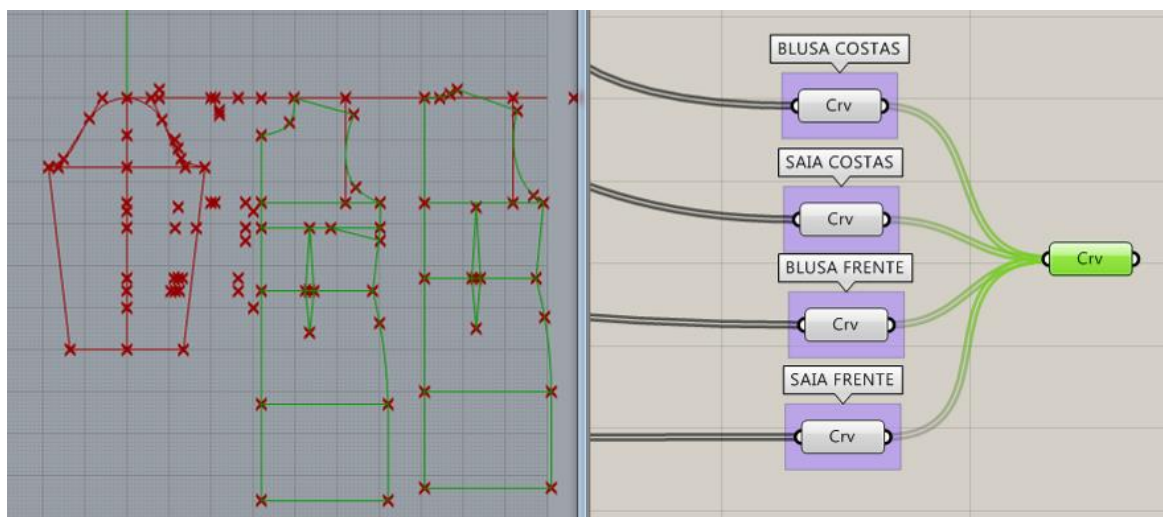 BLUSA COSTAS
Crv
SAIA COSTAS
Crv
Crv
BLUSA FRENTE
Crv
SAIA FRENTE
Crv